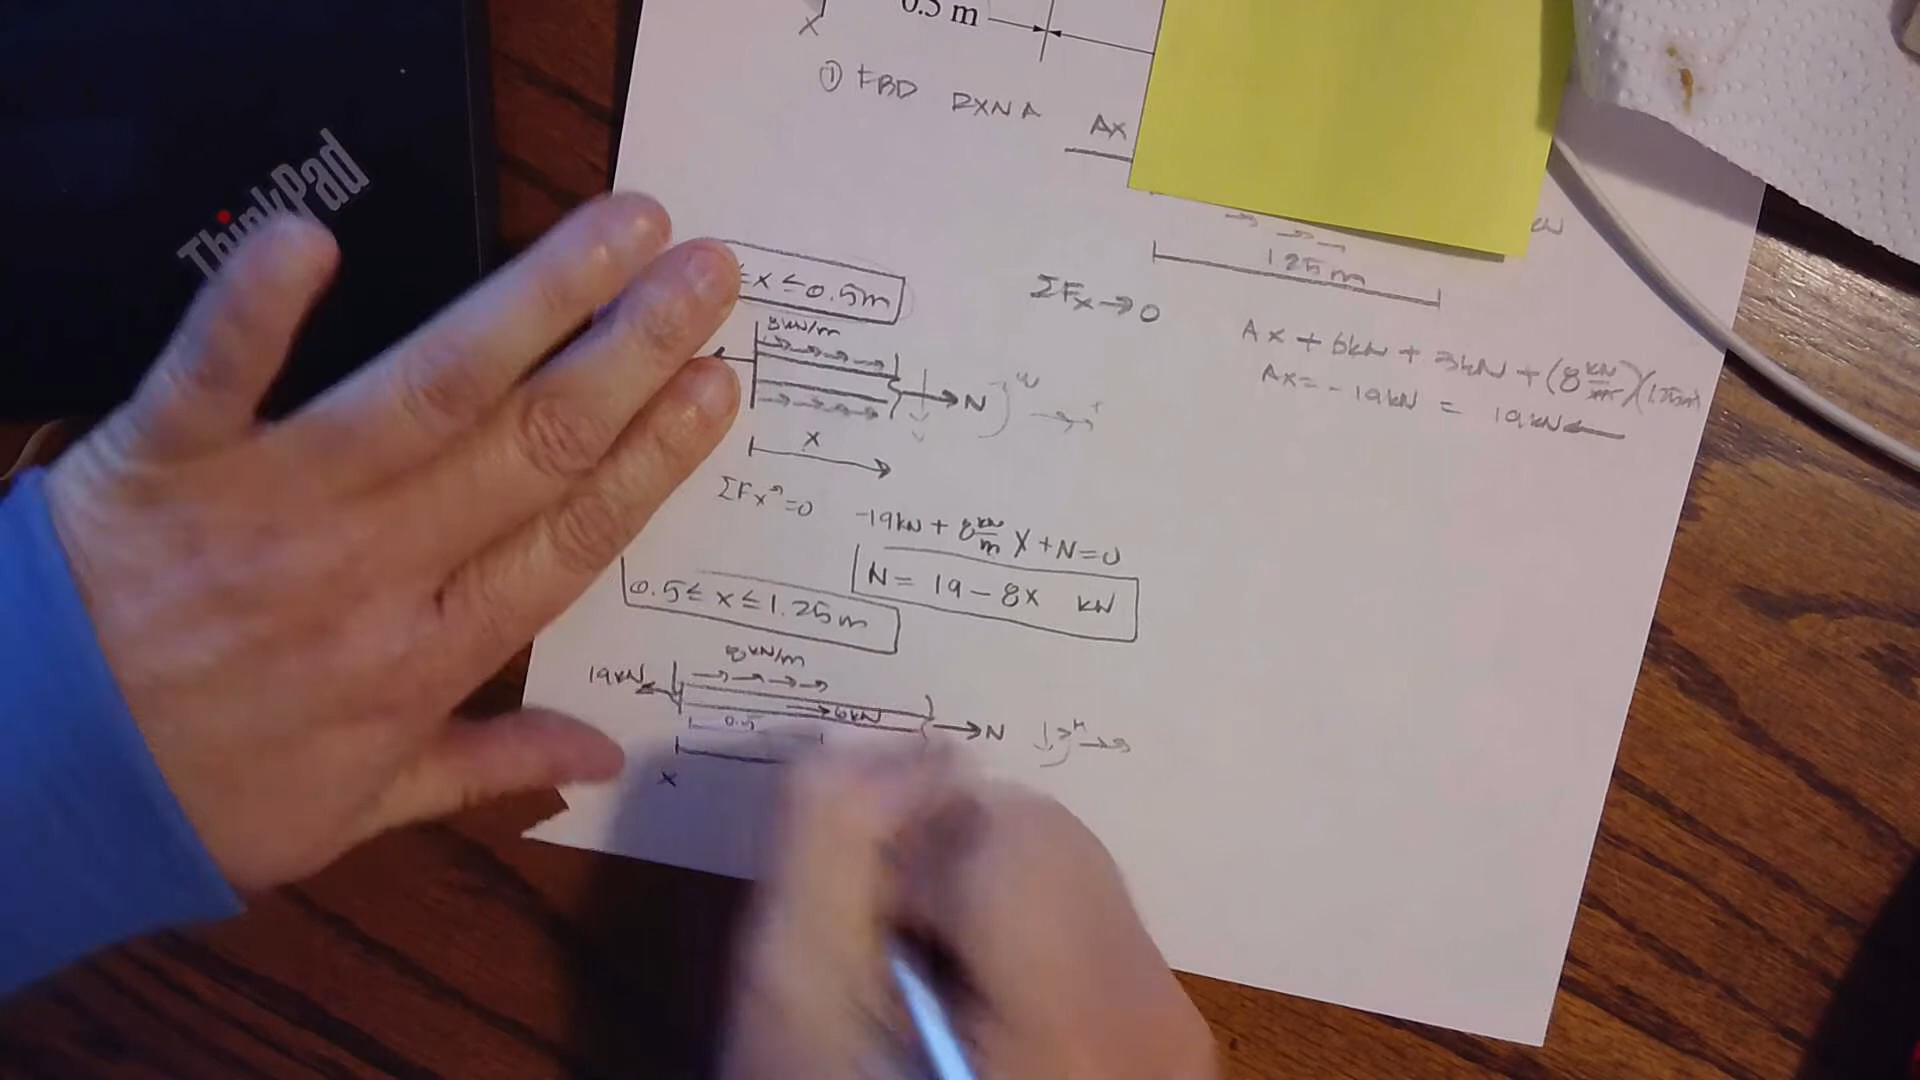 ThinkPad
0.5 m
X
① FBD RXN A
AX
1.25m
≤ x ≤ 0.5m
ΣFx → 0
Ax + 6kN + 3kN + (8 kN/m)(1.25m)
Ax = - 19kN = 19kN ←
8kN/m
N
x
ΣFx = 0
-19kN + 8 kN/m X + N = 0
N = 19 - 8x kN
0.5 ≤ x ≤ 1.25m
8kN/m
19kN
6kN
0.5
N
x